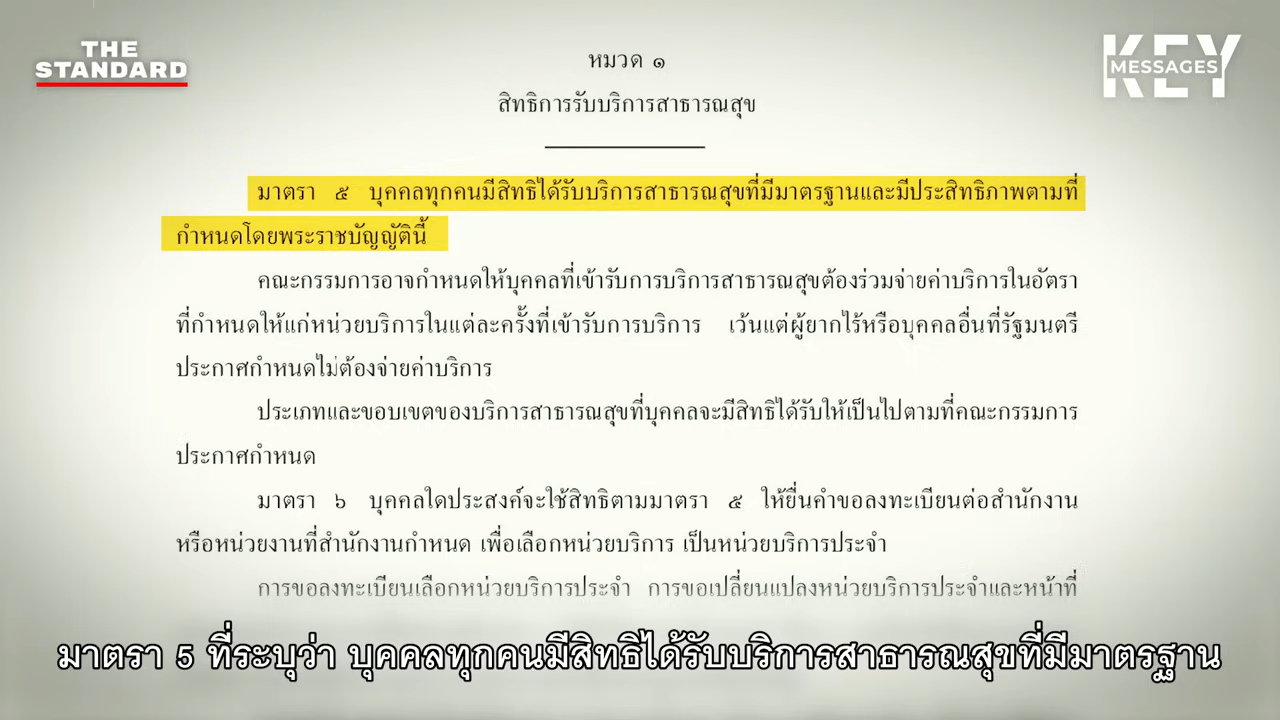 THE
STANDARD
KEY
MESSAGES
หมวด ๑
สิทธิการรับบริการสาธารณสุข
มาตรา ๕ บุคคลทุกคนมีสิทธิได้รับบริการสาธารณสุขที่มีมาตรฐานและมีประสิทธิภาพตามที่
กำหนดโดยพระราชบัญญัตินี้
คณะกรรมการอาจกำหนดให้บุคคลที่เข้ารับการบริการสาธารณสุขต้องร่วมจ่ายค่าบริการในอัตรา
ที่กำหนดให้แก่หน่วยบริการในแต่ละครั้งที่เข้ารับการบริการ เว้นแต่ผู้ยากไร้หรือบุคคลอื่นที่รัฐมนตรี
ประกาศกำหนดไม่ต้องจ่ายค่าบริการ
ประเภทและขอบเขตของบริการสาธารณสุขที่บุคคลจะมีสิทธิได้รับให้เป็นไปตามที่คณะกรรมการ
ประกาศกำหนด
มาตรา ๖ บุคคลใดประสงค์จะใช้สิทธิตามมาตรา ๕ ให้ยื่นคำขอลงทะเบียนต่อสำนักงาน
หรือหน่วยงานที่สำนักงานกำหนด เพื่อเลือกหน่วยบริการ เป็นหน่วยบริการประจำ
การขอลงทะเบียนเลือกหน่วยบริการประจำ การขอเปลี่ยนแปลงหน่วยบริการประจำและหน้าที่
มาตรา 5 ที่ระบุว่า บุคคลทุกคนมีสิทธิได้รับบริการสาธารณสุขที่มีมาตรฐาน